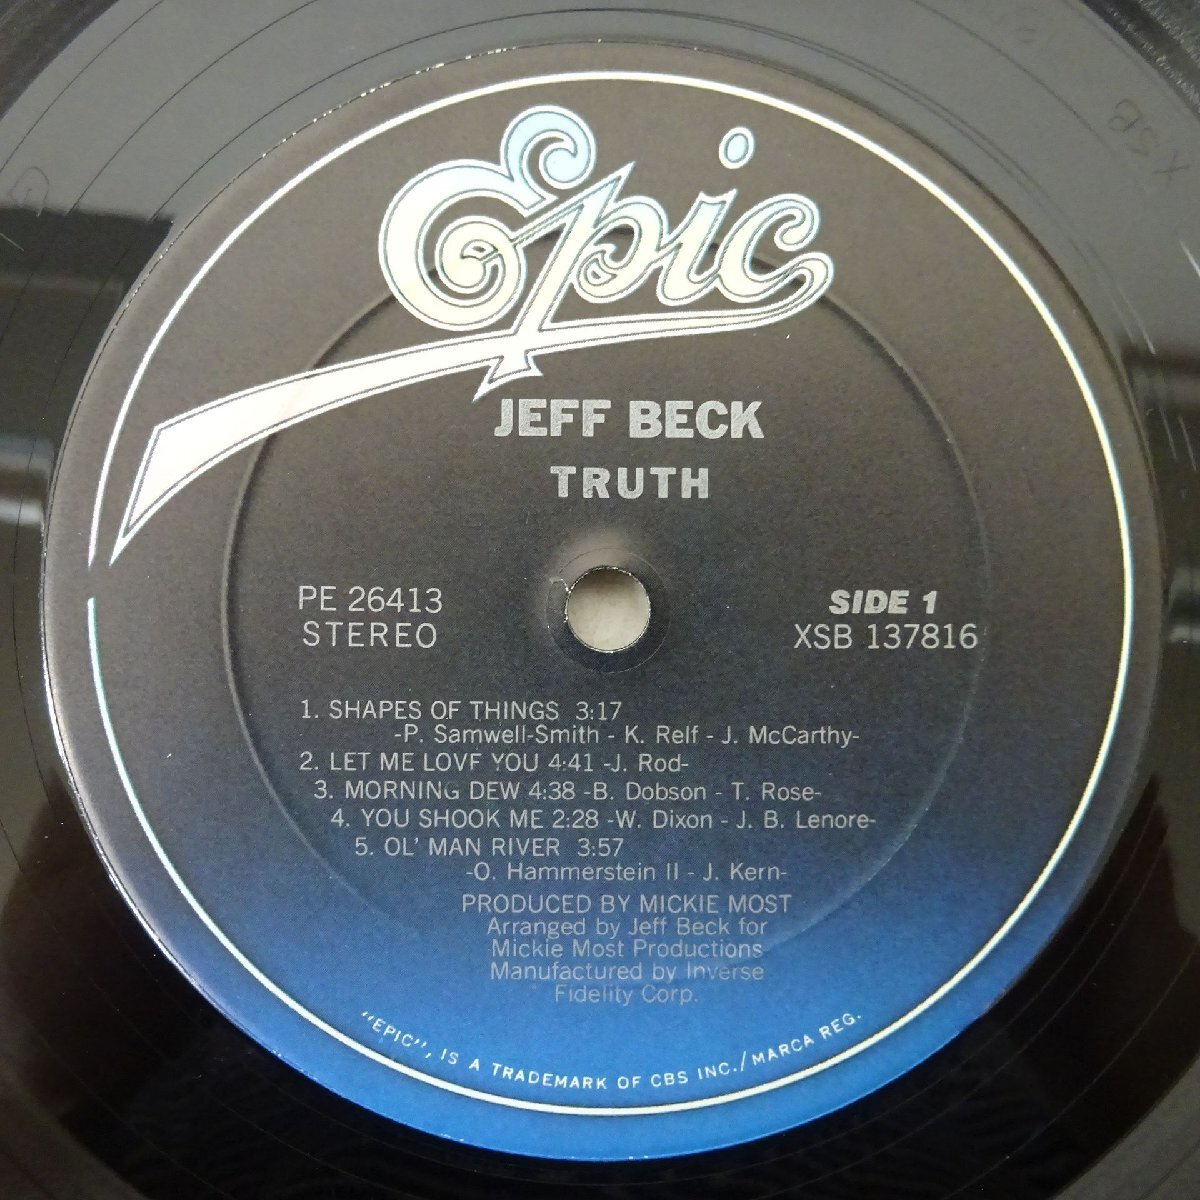 Epic
JEFF BECK
TRUTH
PE 26413
STEREO
SIDE 1
XSB 137816
1. SHAPES OF THINGS 3:17
-P. Samwell-Smith - K. Relf - J. McCarthy-
2. LET ME LOVF YOU 4:41 -J. Rod-
3. MORNING DEW 4:38 -B. Dobson - T. Rose-
4. YOU SHOOK ME 2:28 -W. Dixon - J. B. Lenore-
5. OL' MAN RIVER 3:57
-O. Hammerstein II - J. Kern-
PRODUCED BY MICKIE MOST
Arranged by Jeff Beck for
Mickie Most Productions
Manufactured by Inverse
Fidelity Corp.
"EPIC", IS A TRADEMARK OF CBS INC./MARCA REG.